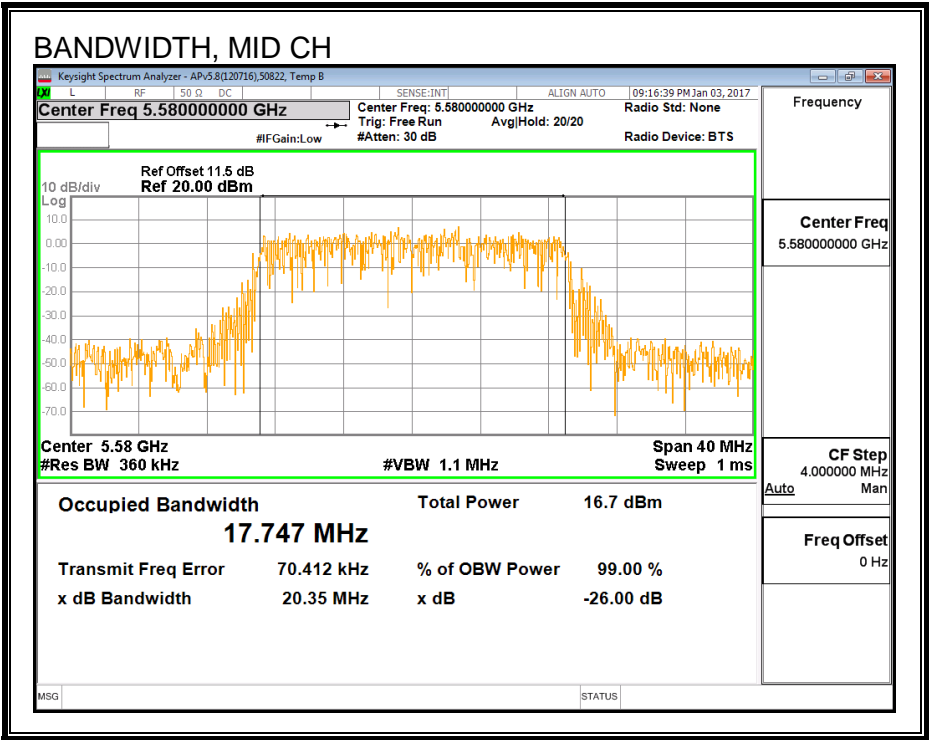 BANDWIDTH, MID CH
Keysight Spectrum Analyzer - APv5.8(120716),50822, Temp B
LXI L RF 50 Ω DC SENSE:INT ALIGN AUTO 09:16:39 PM Jan 03, 2017
Center Freq 5.580000000 GHz
Center Freq: 5.580000000 GHz Radio Std: None
Trig: Free Run Avg|Hold: 20/20
#IFGain:Low #Atten: 30 dB Radio Device: BTS
Ref Offset 11.5 dB
10 dB/div Ref 20.00 dBm
Log
10.0
0.00
-10.0
-20.0
-30.0
-40.0
-50.0
-60.0
-70.0
Center 5.58 GHz Span 40 MHz
#Res BW 360 kHz #VBW 1.1 MHz Sweep 1 ms
Occupied Bandwidth Total Power 16.7 dBm
17.747 MHz
Transmit Freq Error 70.412 kHz % of OBW Power 99.00 %
x dB Bandwidth 20.35 MHz x dB -26.00 dB
MSG STATUS
Frequency
Center Freq
5.580000000 GHz
CF Step
4.000000 MHz
Auto Man
Freq Offset
0 Hz